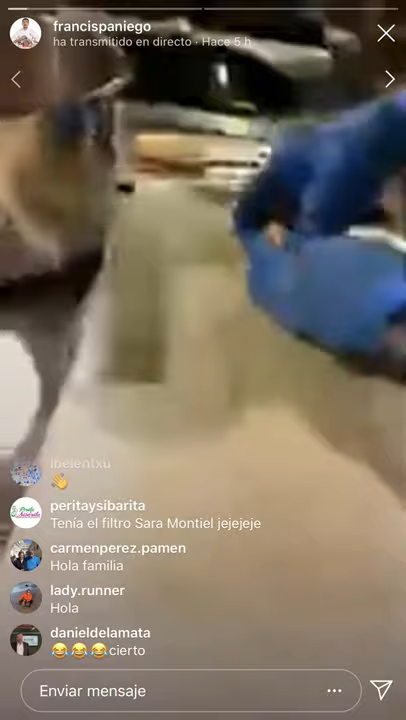 francispaniego
ha transmitido en directo · Hace 5 h
ibelentxu
👏
peritaysibarita
Tenía el filtro Sara Montiel jejejeje
carmenperez.pamen
Hola familia
lady.runner
Hola
danieldelamata
😂😂😂cierto
Enviar mensaje